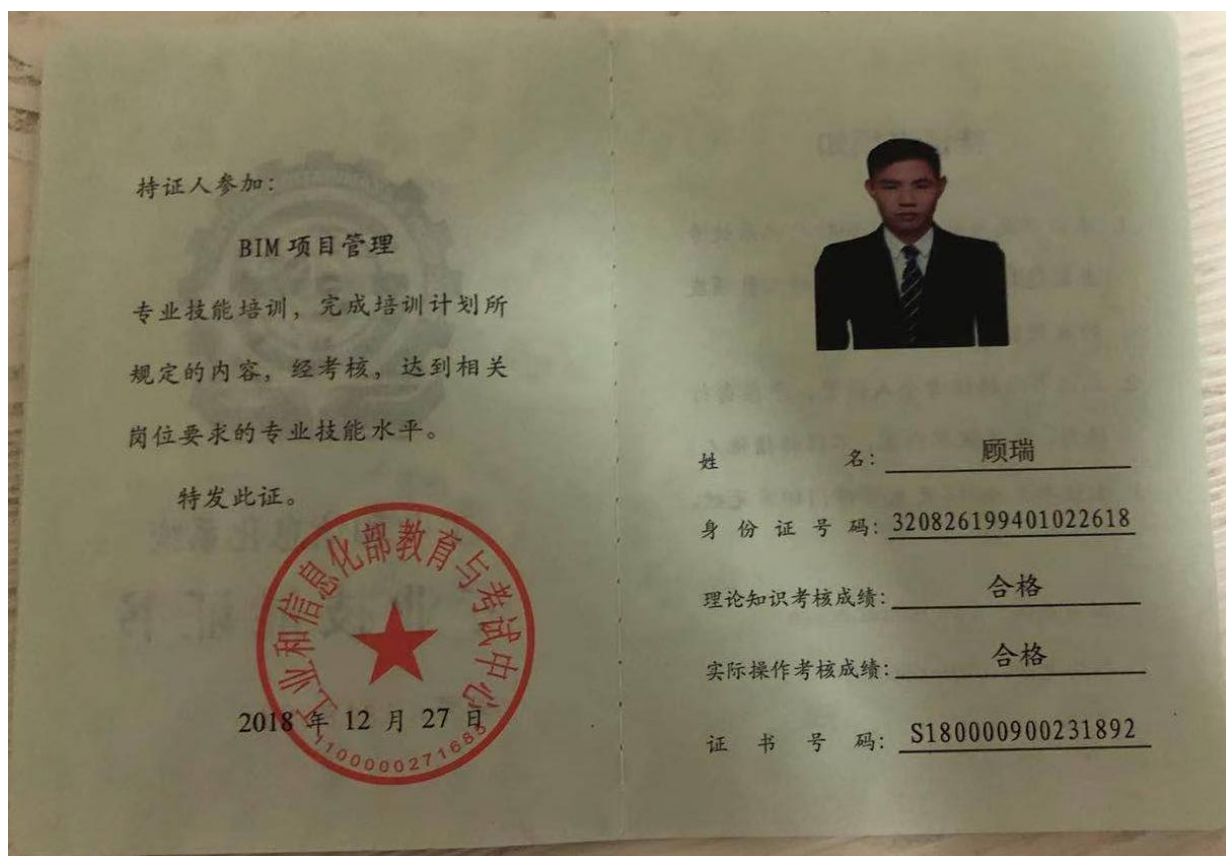 持证人参加:
BIM 项目管理
专业技能培训，完成培训计划所
规定的内容，经考核，达到相关
岗位要求的专业技能水平。
特发此证。
工业和信息化部教育与考试中心
2018 年 12 月 27 日
1100000271685
姓 名: 顾瑞
身 份 证 号 码: 320826199401022618
理论知识考核成绩: 合格
实际操作考核成绩: 合格
证 书 号 码: S180000900231892